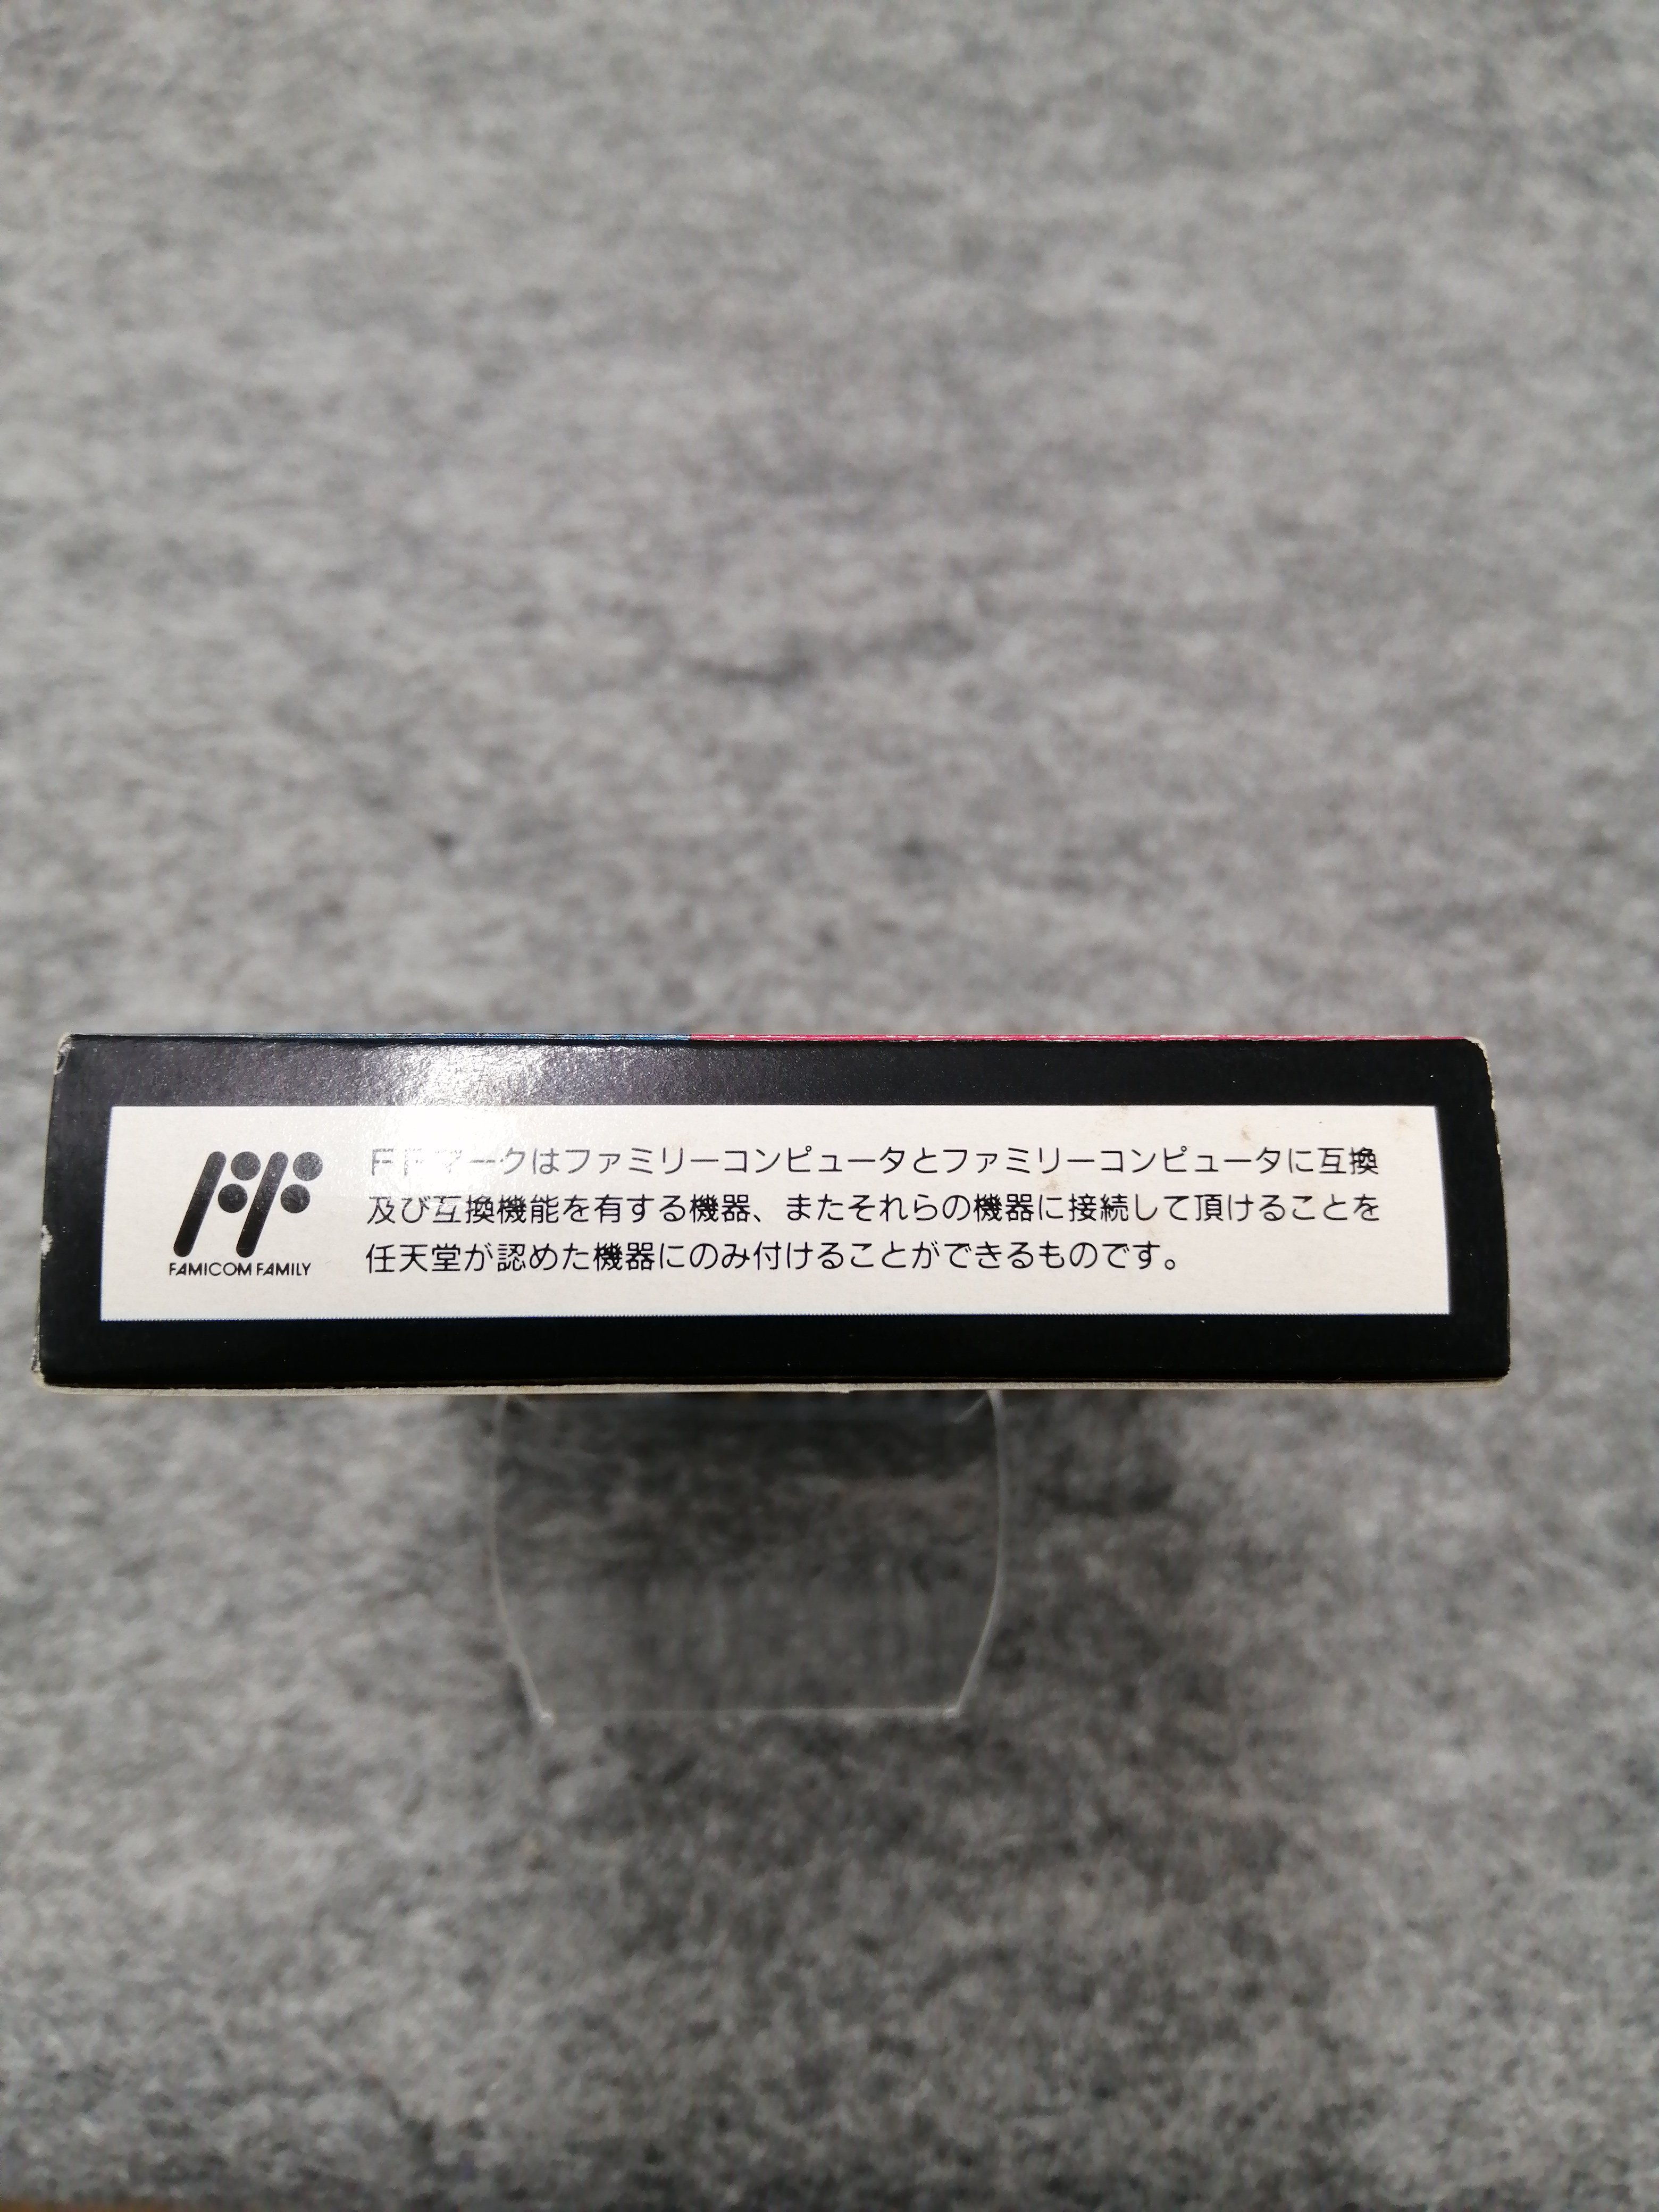 FFマークはファミリーコンピュータとファミリーコンピュータに互換
及び互換機能を有する機器、またそれらの機器に接続して頂けることを
任天堂が認めた機器にのみ付けることができるものです。
FAMICOM FAMILY